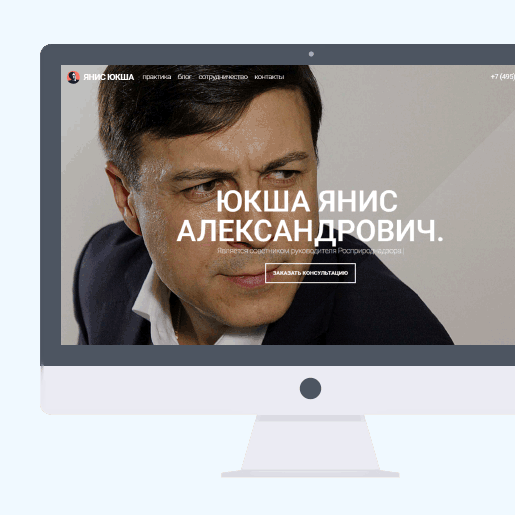 ЯНИС ЮКША практика блог сотрудничество контакты +7 (495)
ЮКША ЯНИС
АЛЕКСАНДРОВИЧ.
Является советником руководителя Росприроднадзора
ЗАКАЗАТЬ КОНСУЛЬТАЦИЮ